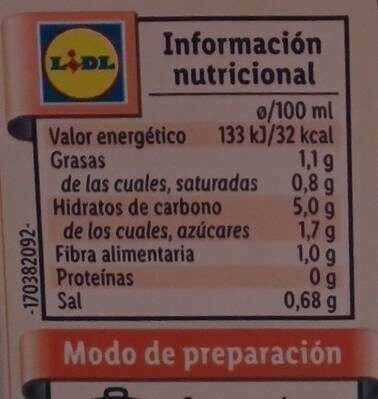 LIDL
Información
nutricional
ø/100 ml
Valor energético 133 kJ/32 kcal
Grasas 1,1 g
de las cuales, saturadas 0,8 g
Hidratos de carbono 5,0 g
de los cuales, azúcares 1,7 g
Fibra alimentaria 1,0 g
Proteínas 0 g
Sal 0,68 g
-170382092-
Modo de preparación